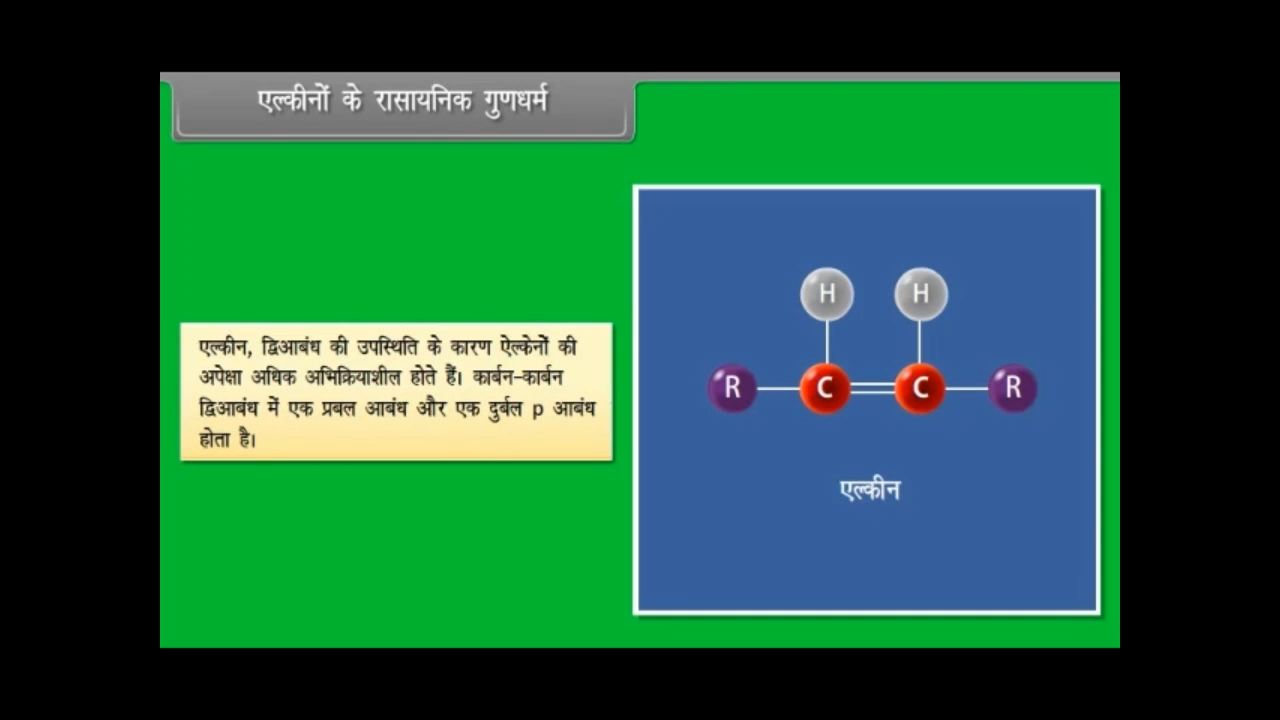 एल्कीनों के रासायनिक गुणधर्म
एल्कीन, द्विआबंध की उपस्थिति के कारण ऐल्केनों की
अपेक्षा अधिक अभिक्रियाशील होते हैं। कार्बन-कार्बन
द्विआबंध में एक प्रबल आबंध और एक दुर्बल p आबंध
होता है।
H H
R C C R
एल्कीन